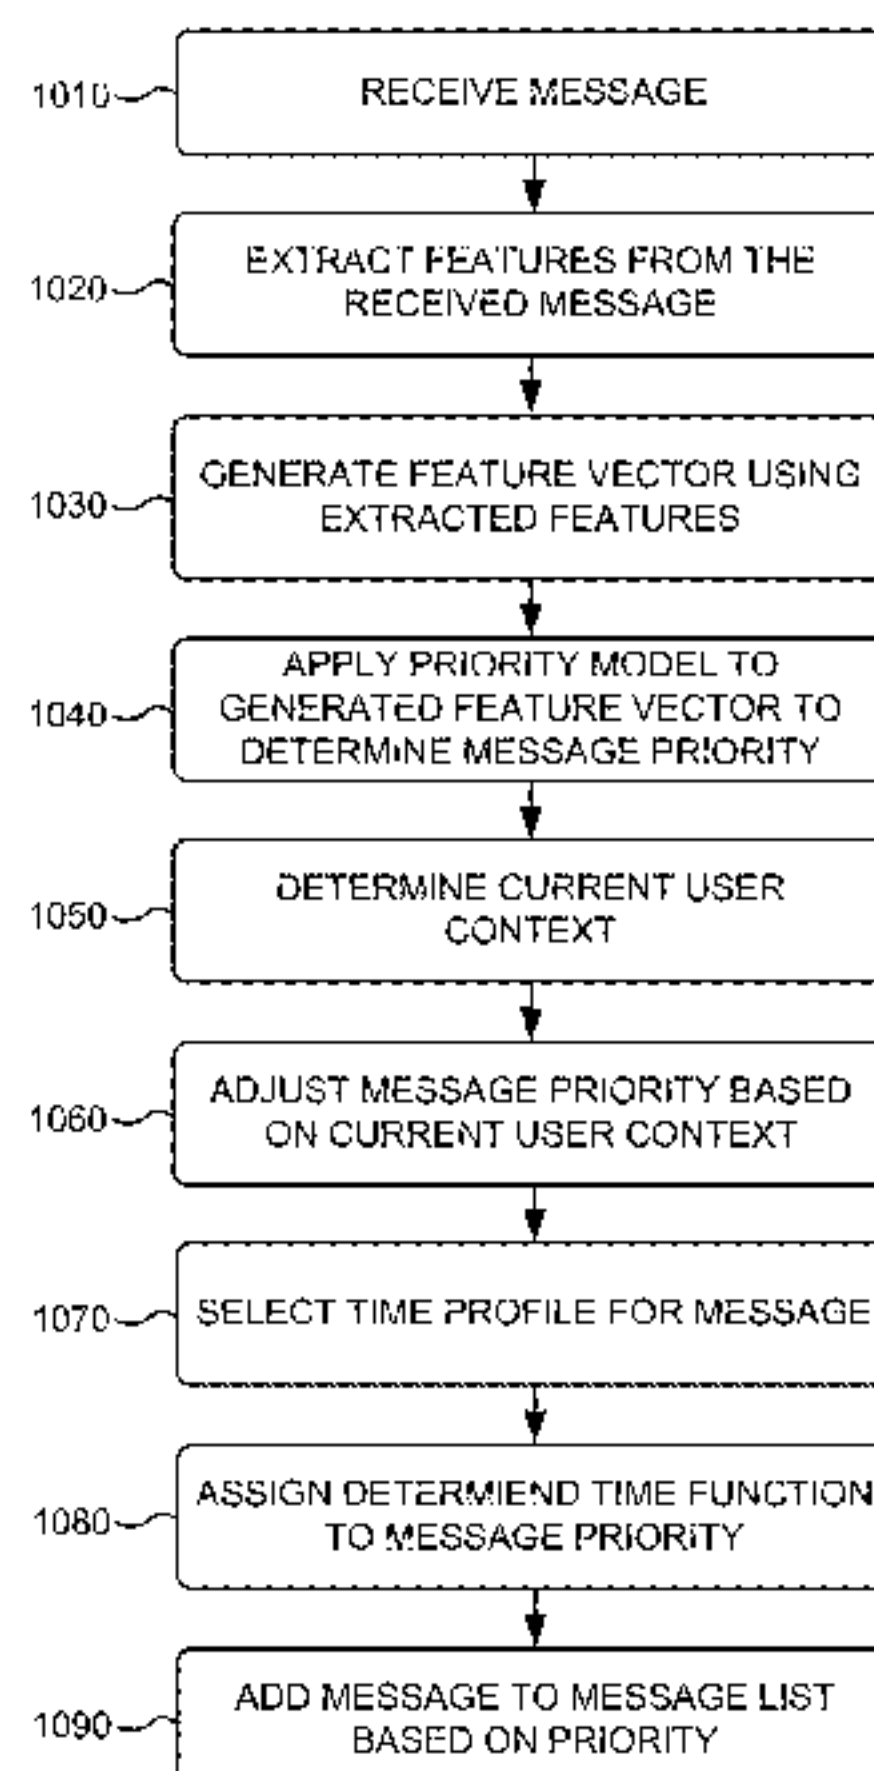 1010
RECEIVE MESSAGE
1020
EXTRACT FEATURES FROM THE
RECEIVED MESSAGE
1030
GENERATE FEATURE VECTOR USING
EXTRACTED FEATURES
1040
APPLY PRIORITY MODEL TO
GENERATED FEATURE VECTOR TO
DETERMINE MESSAGE PRIORITY
1050
DETERMINE CURRENT USER
CONTEXT
1060
ADJUST MESSAGE PRIORITY BASED
ON CURRENT USER CONTEXT
1070
SELECT TIME PROFILE FOR MESSAGE
1080
ASSIGN DETERMIEND TIME FUNCTION
TO MESSAGE PRIORITY
1090
ADD MESSAGE TO MESSAGE LIST
BASED ON PRIORITY